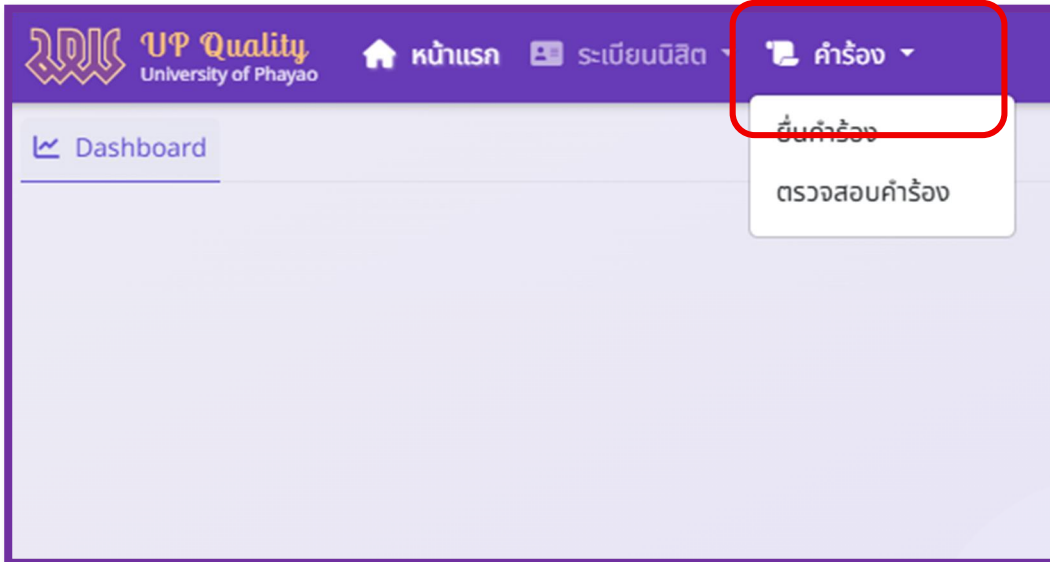 UP Quality
University of Phayao
หน้าแรก ระเบียนนิสิต คำร้อง
Dashboard
ยื่นคำร้อง
ตรวจสอบคำร้อง